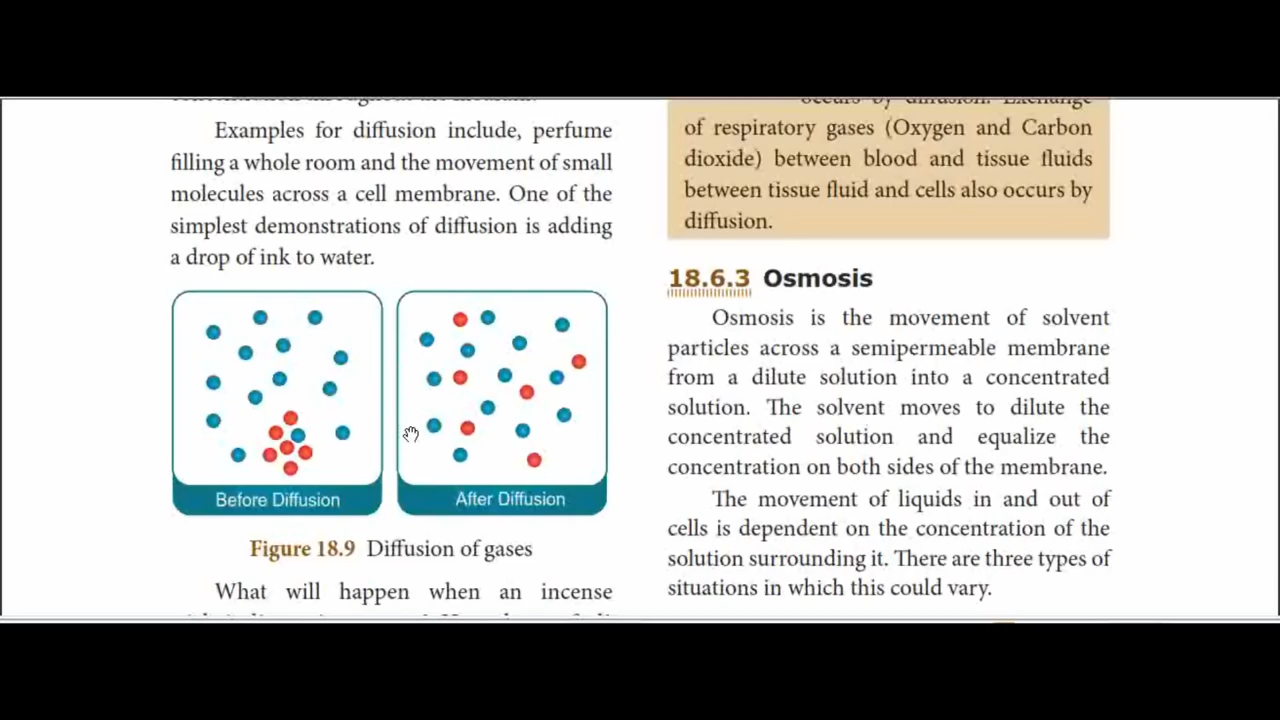 Examples for diffusion include, perfume
filling a whole room and the movement of small
molecules across a cell membrane. One of the
simplest demonstrations of diffusion is adding
a drop of ink to water.
Before Diffusion
After Diffusion
Figure 18.9 Diffusion of gases
What will happen when an incense
occurs by diffusion. Exchange
of respiratory gases (Oxygen and Carbon
dioxide) between blood and tissue fluids
between tissue fluid and cells also occurs by
diffusion.
18.6.3 Osmosis
Osmosis is the movement of solvent
particles across a semipermeable membrane
from a dilute solution into a concentrated
solution. The solvent moves to dilute the
concentrated solution and equalize the
concentration on both sides of the membrane.
The movement of liquids in and out of
cells is dependent on the concentration of the
solution surrounding it. There are three types of
situations in which this could vary.